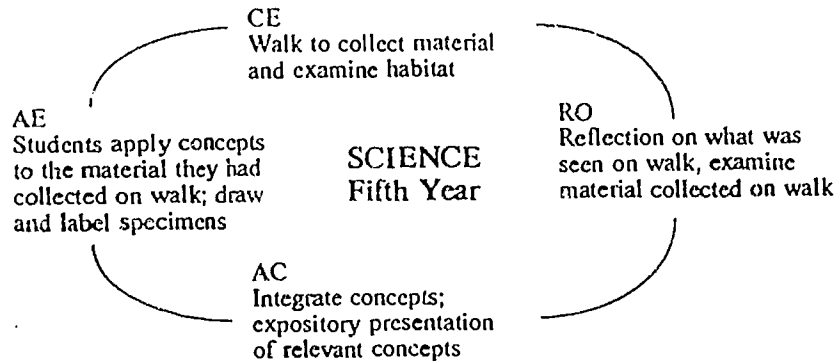 CE
Walk to collect material
and examine habitat
AE
Students apply concepts
to the material they had
collected on walk; draw
and label specimens
SCIENCE
Fifth Year
RO
Reflection on what was
seen on walk, examine
material collected on walk
AC
Integrate concepts;
expository presentation
of relevant concepts